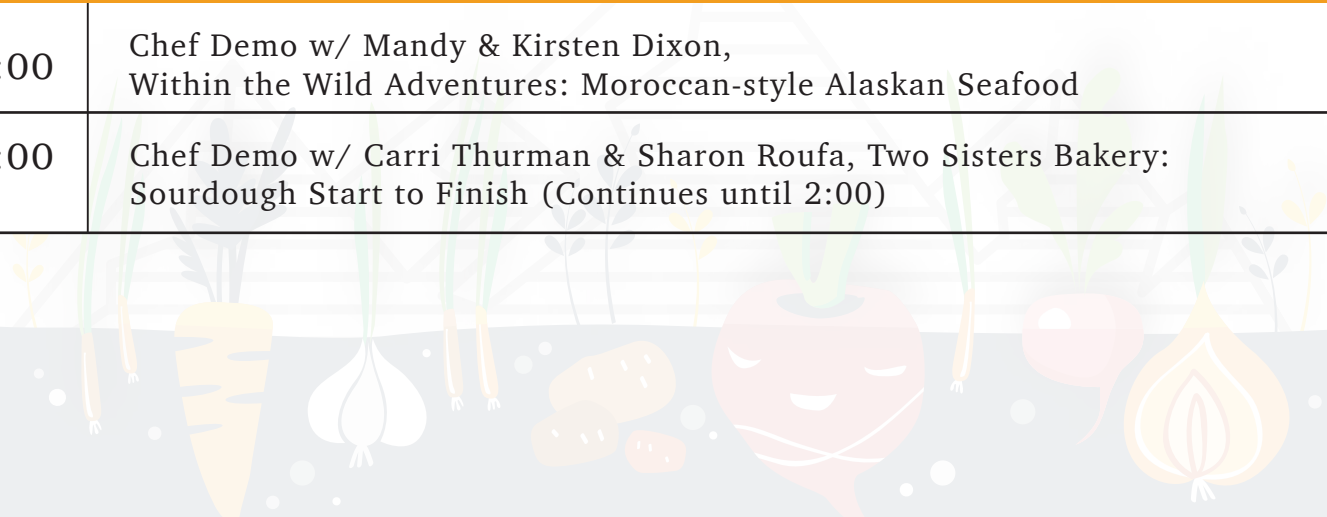 :00
Chef Demo w/ Mandy & Kirsten Dixon,
Within the Wild Adventures: Moroccan-style Alaskan Seafood
:00
Chef Demo w/ Carri Thurman & Sharon Roufa, Two Sisters Bakery:
Sourdough Start to Finish (Continues until 2:00)